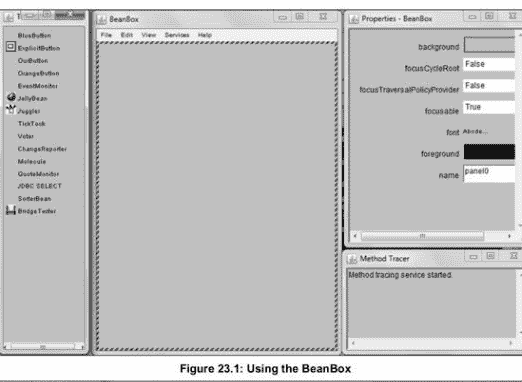 T
BlueButton
ExplicitButton
OurButton
OrangeButton
EventMonitor
JellyBean
Juggler
TickTock
Voter
ChangeReporter
Molecule
QuoteMonitor
JDBC SELECT
SorterBean
BridgeTester
BeanBox
File Edit View Services Help
Properties - BeanBox
background
focusCycleRoot False
focusTraversalPolicyProvider False
focusable True
font Abcde...
foreground
name panel0
Method Tracer
Method tracing service started.
Figure 23.1: Using the BeanBox